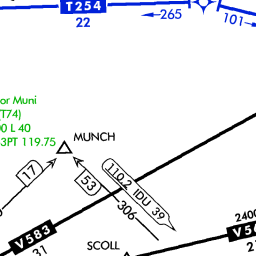 T254
22
265
101
or Muni
(T74)
0 L 40
3PT 119.75
MUNCH
17
53
110.2 IDU 39
306
V583
SCOLL
2400